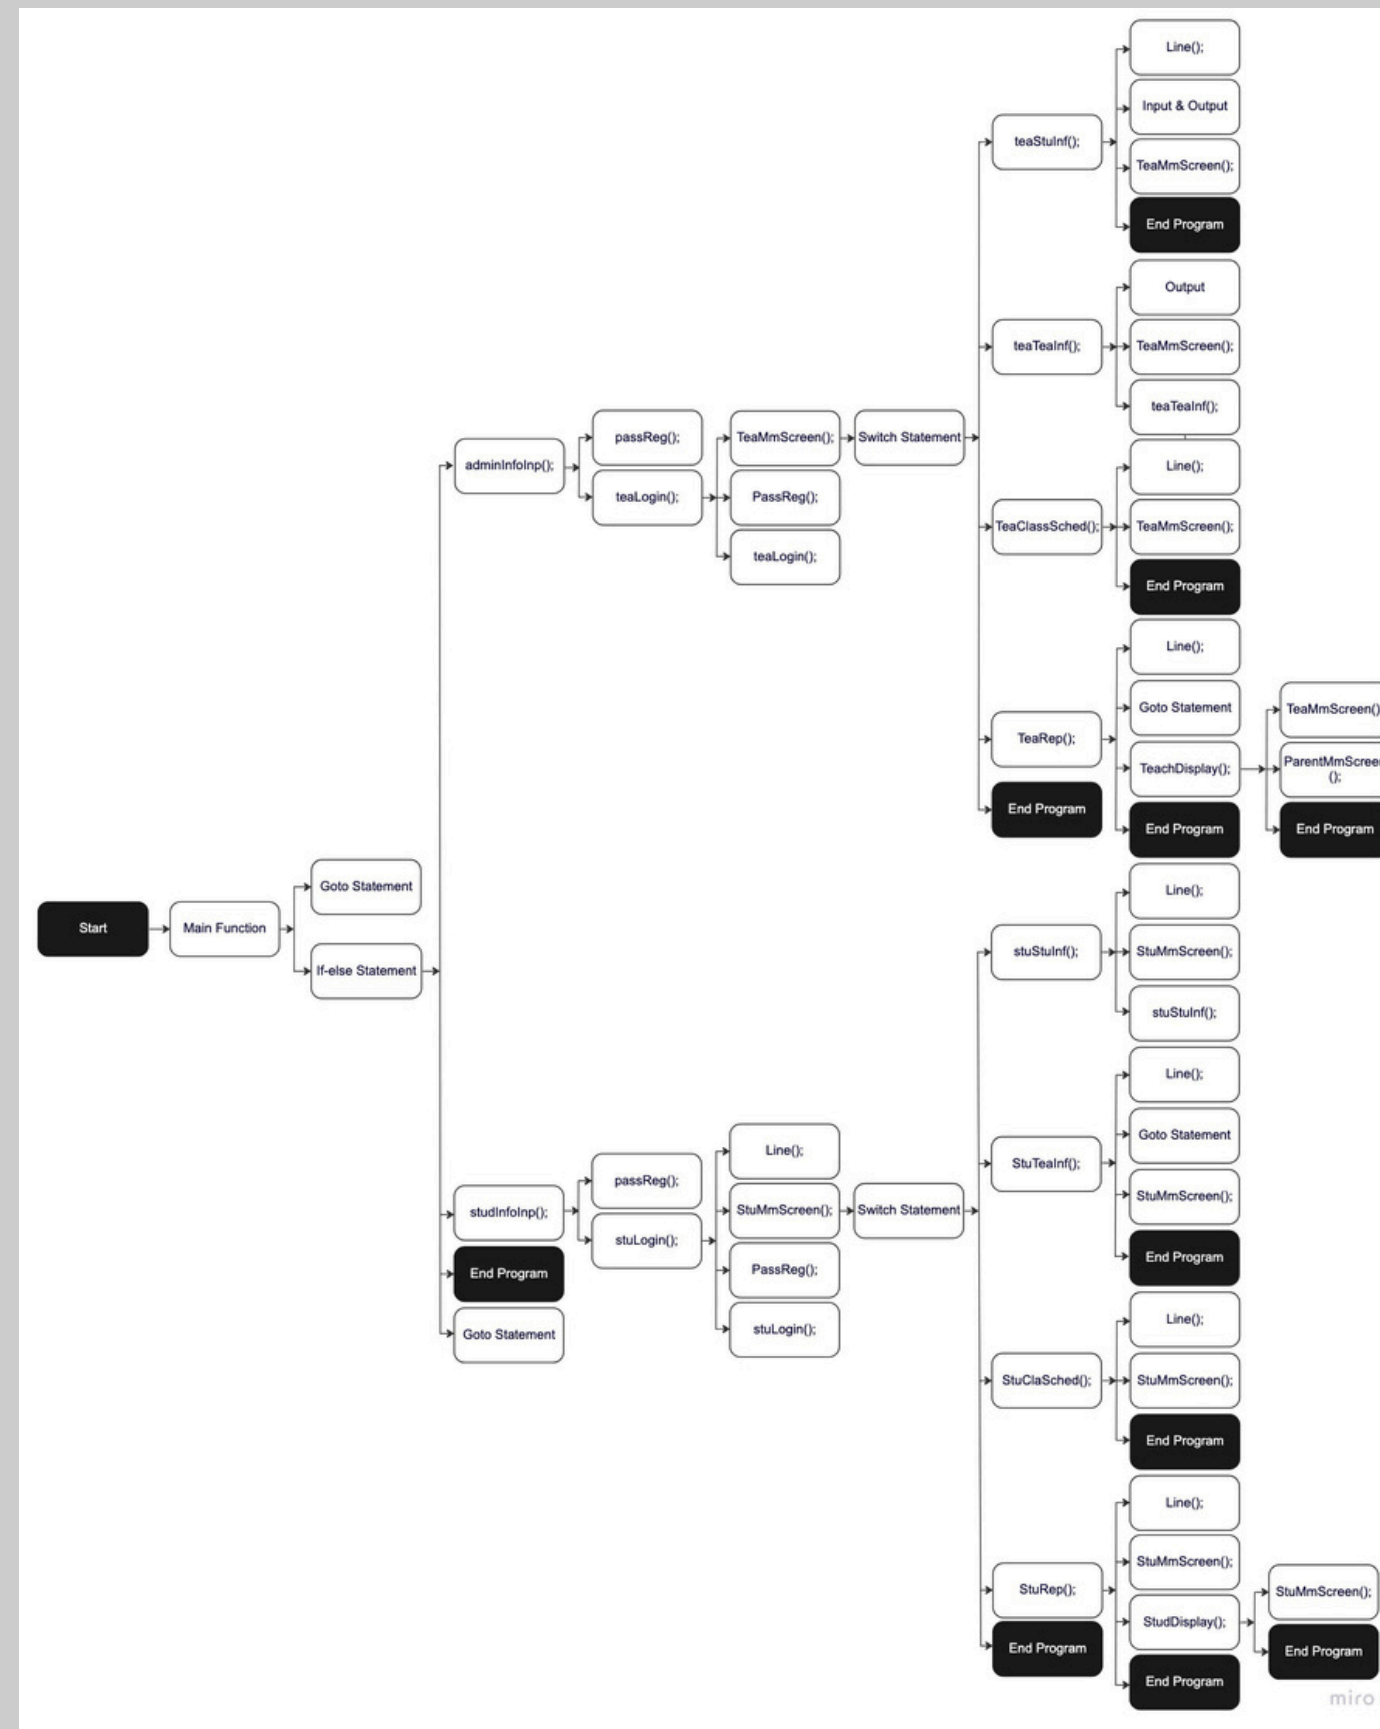 Line();
Input & Output
teaStuInf();
TeaMmScreen();
End Program
Output
teaTeaInf();
TeaMmScreen();
teaTeaInf();
passReg();
TeaMmScreen();
Switch Statement
adminInfoInp();
Line();
teaLogin();
PassReg();
TeaClassSched();
TeaMmScreen();
teaLogin();
End Program
Line();
Goto Statement
TeaMmScreen()
TeaRep();
TeachDisplay();
ParentMmScreen
();
End Program
End Program
End Program
Goto Statement
Line();
Start
Main Function
If-else Statement
stuStuInf();
StuMmScreen();
stuStuInf();
Line();
Goto Statement
Line();
StuTeaInf();
passReg();
StuMmScreen();
studInfoInp();
StuMmScreen();
Switch Statement
stuLogin();
End Program
End Program
PassReg();
Goto Statement
stuLogin();
Line();
StuClaSched();
StuMmScreen();
End Program
Line();
StuMmScreen();
StuRep();
StuMmScreen();
StudDisplay();
End Program
End Program
End Program
miro